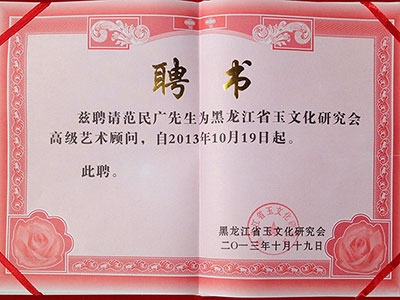 聘书
兹聘请范民广先生为黑龙江省玉文化研究会
高级艺术顾问，自2013年10月19日起。
此聘。
黑龙江省玉文化研究会
二〇一三年十月十九日